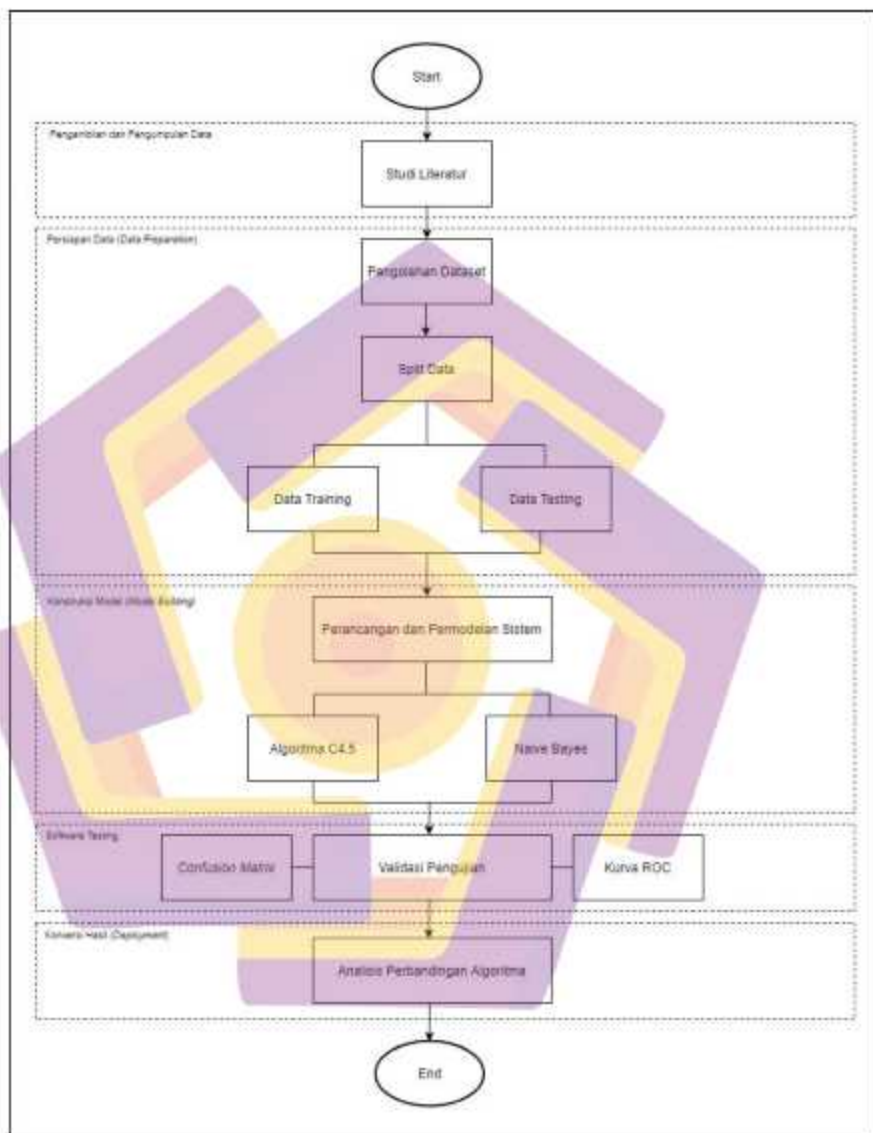 Start
Pengambilan dan Pengumpulan Data
Studi Literatur
Persiapan Data (Data Preparation)
Pengolahan Dataset
Split Data
Data Training
Data Testing
Konstruksi Model (Model Building)
Perancangan dan Permodelan Sistem
Algoritma C4.5
Naive Bayes
Software Testing
Confusion Matrix
Validasi Pengujian
Kurva ROC
Konversi Hasil (Deployment)
Analisis Perbandingan Algoritma
End